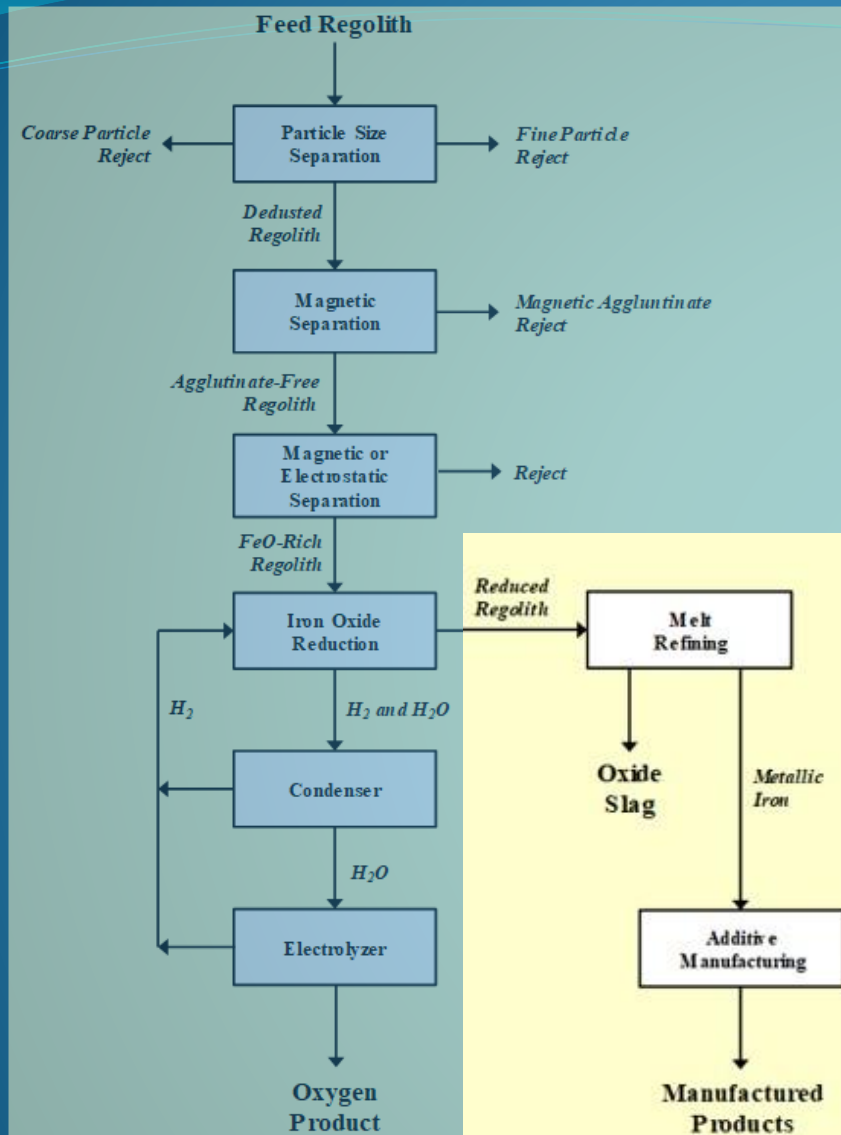 Feed Regolith
Coarse Particle
Reject
Particle Size
Separation
Fine Particle
Reject
Dedusted
Regolith
Magnetic
Separation
Magnetic Aggluntinate
Reject
Agglutinate-Free
Regolith
Magnetic or
Electrostatic
Separation
Reject
FeO-Rich
Regolith
Iron Oxide
Reduction
Reduced
Regolith
Melt
Refining
H₂
H₂ and H₂O
Condenser
Oxide
Slag
Metallic
Iron
H₂O
Electrolyzer
Additive
Manufacturing
Oxygen
Product
Manufactured
Products